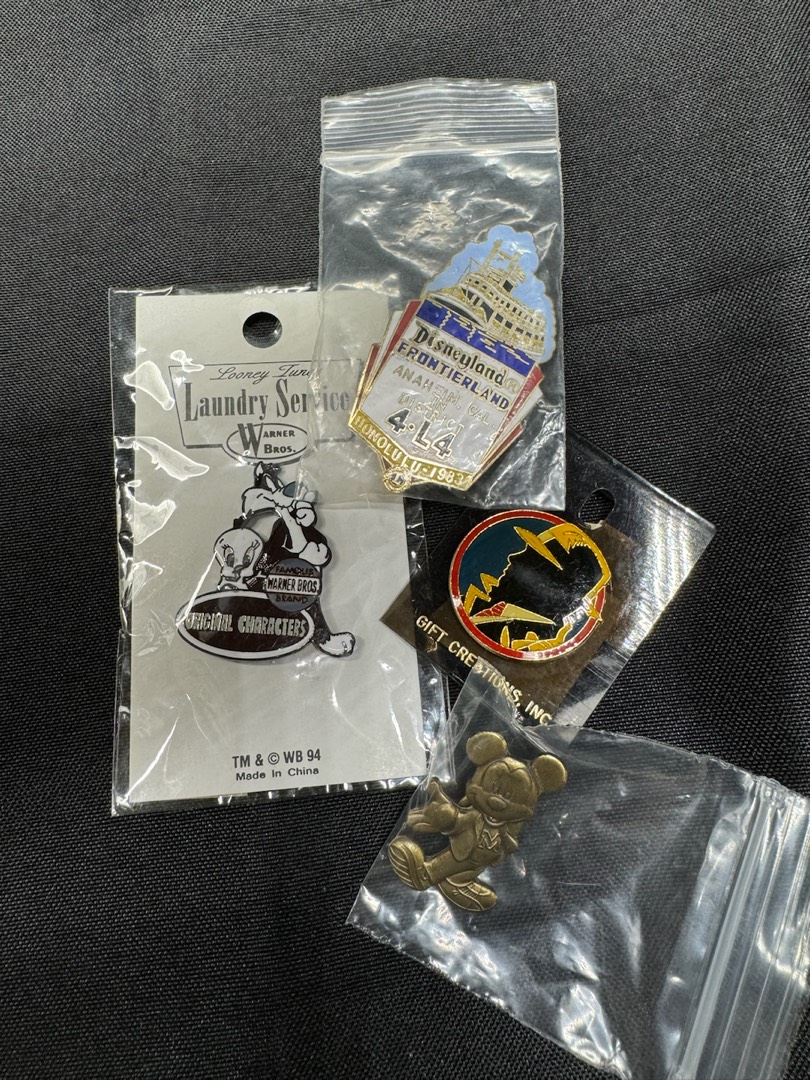 Disneyland®
FRONTIERLAND
ANAHEIM, CAL
DISTRICT
4-L4
HONOLULU-1983
Looney Tunes
Laundry Service
WARNER
BROS.
FAMOUS
WARNER BROS.
BRAND
ORIGINAL CHARACTERS
TM & © WB 94
Made In China
GIFT CREATIONS, INC
M